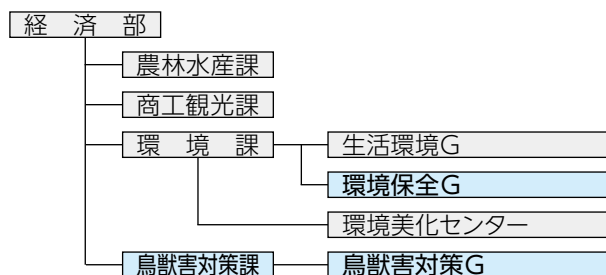 経済部
農林水産課
商工観光課
環境課
生活環境G
環境保全G
環境美化センター
鳥獣害対策課
鳥獣害対策G